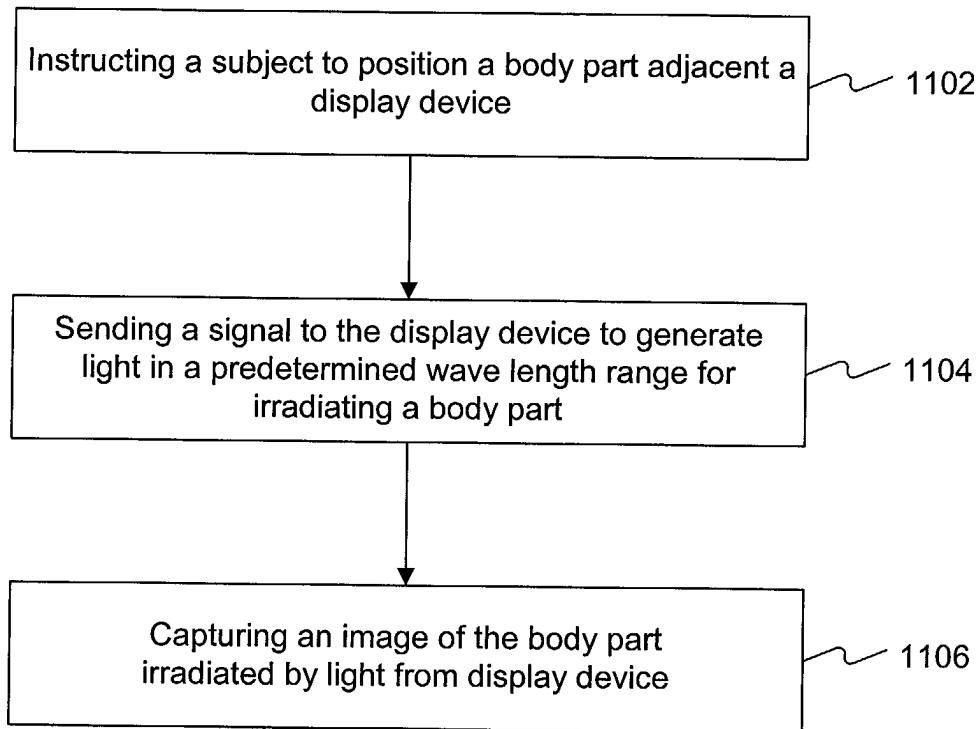 Instructing a subject to position a body part adjacent a
display device
1102
Sending a signal to the display device to generate
light in a predetermined wave length range for
irradiating a body part
1104
Capturing an image of the body part
irradiated by light from display device
1106